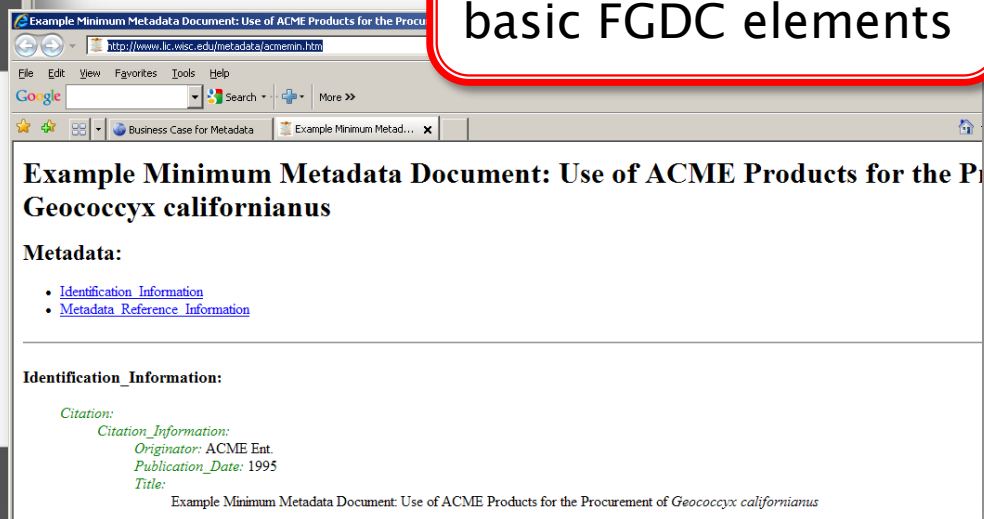 basic FGDC elements
Example Minimum Metadata Document: Use of ACME Products for the Procu
http://www.lic.wisc.edu/metadata/acmemin.htm
File Edit View Favorites Tools Help
Google Search More >>
Business Case for Metadata Example Minimum Metad... x
Example Minimum Metadata Document: Use of ACME Products for the
Geococcyx californianus
Metadata:
• Identification_Information
• Metadata_Reference_Information
Identification_Information:
Citation:
Citation_Information:
Originator: ACME Ent.
Publication_Date: 1995
Title:
Example Minimum Metadata Document: Use of ACME Products for the Procurement of Geococcyx californianus